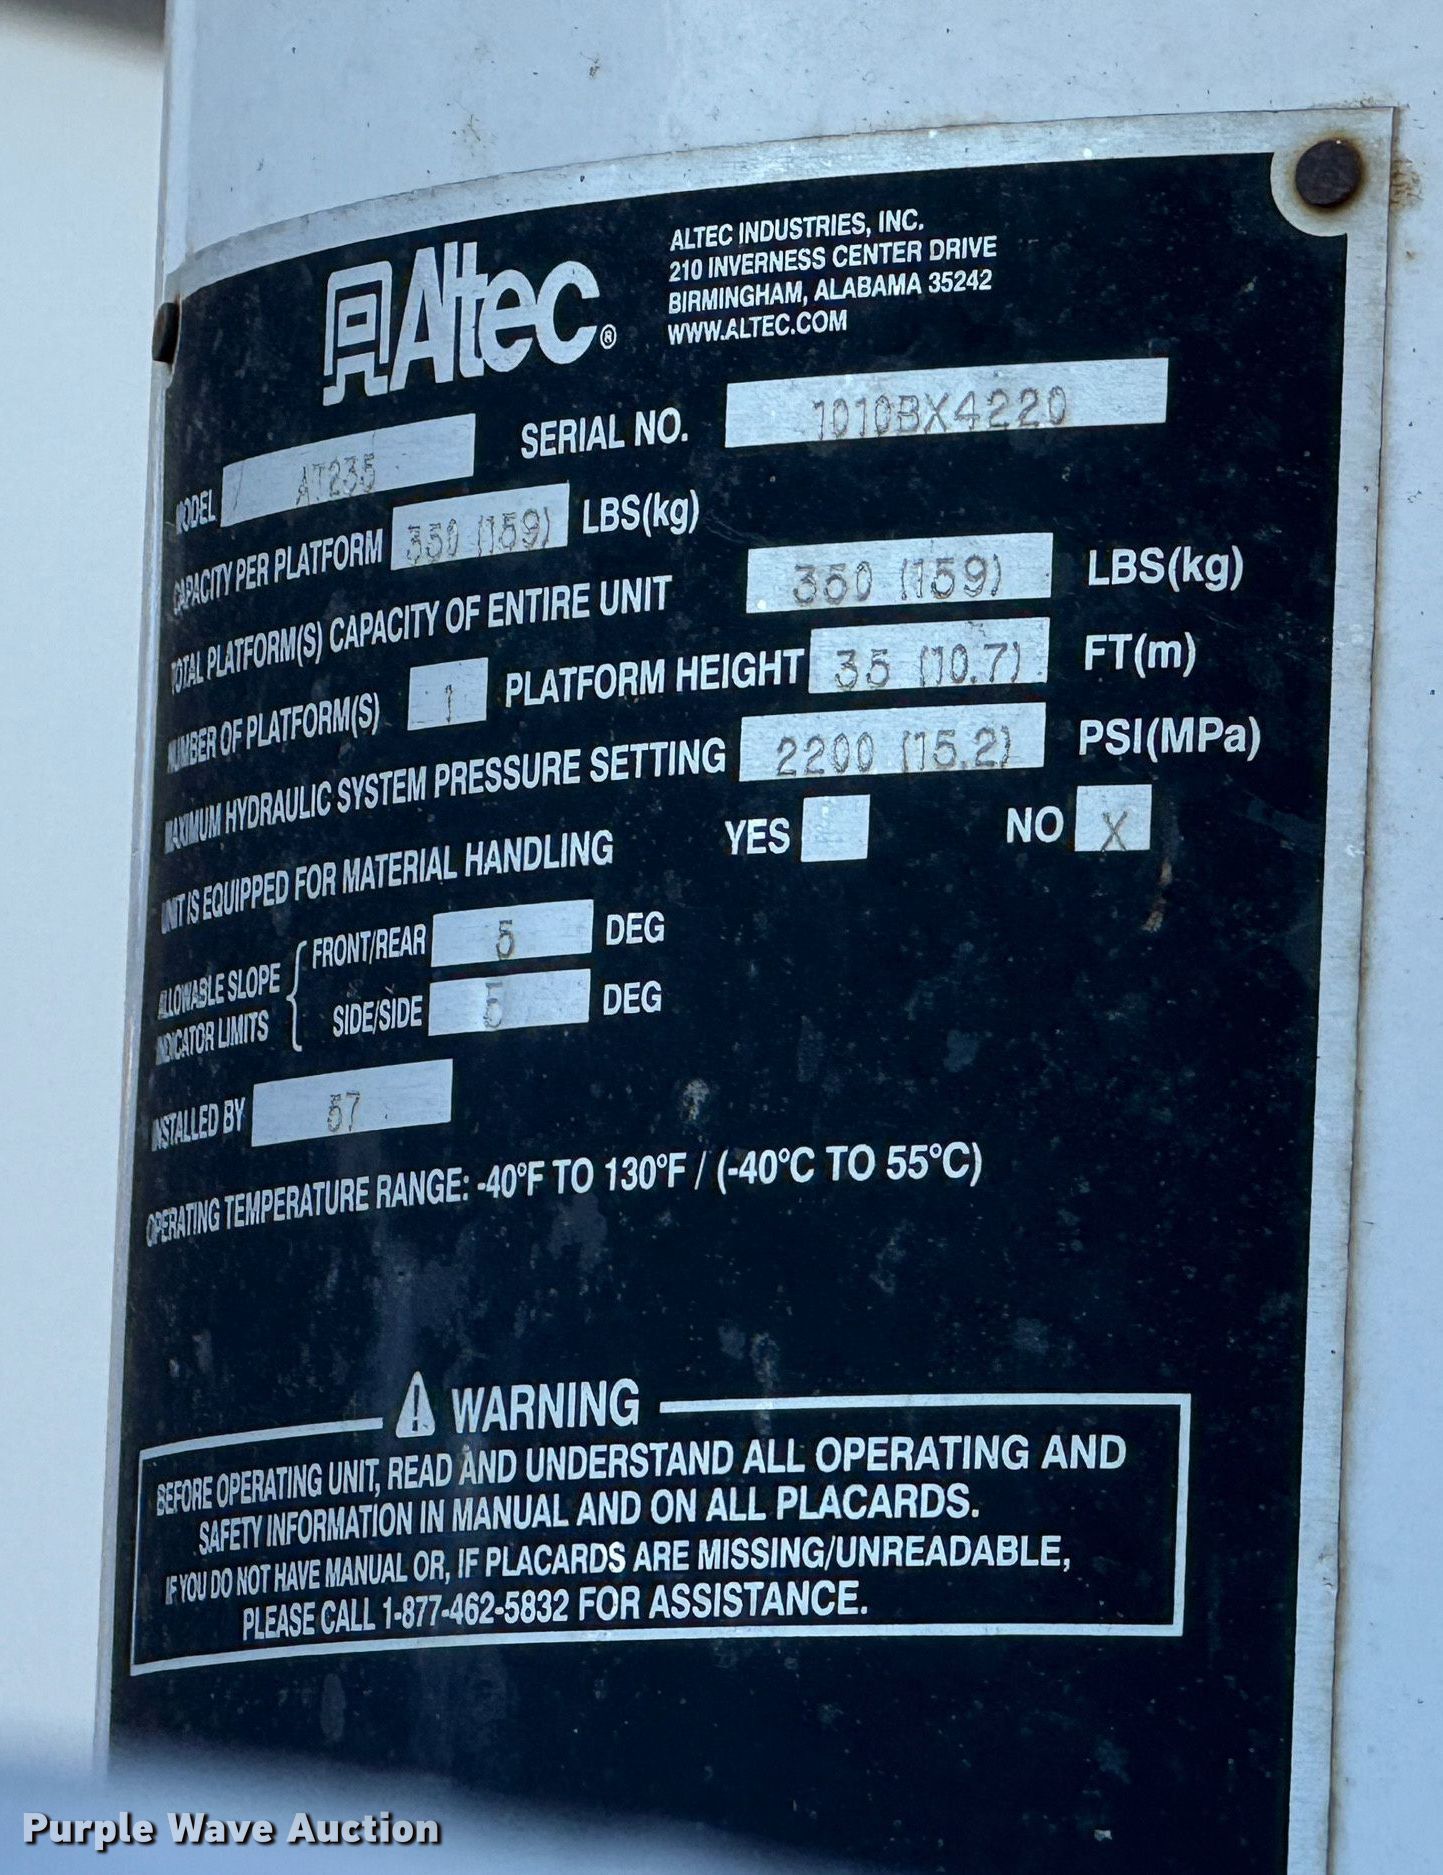 Altec®
ALTEC INDUSTRIES, INC.
210 INVERNESS CENTER DRIVE
BIRMINGHAM, ALABAMA 35242
WWW.ALTEC.COM
MODEL AT235 SERIAL NO. 1010BX4220
CAPACITY PER PLATFORM 350 (159) LBS(kg)
TOTAL PLATFORM(S) CAPACITY OF ENTIRE UNIT 350 (159) LBS(kg)
NUMBER OF PLATFORM(S) 1 PLATFORM HEIGHT 35 (10.7) FT(m)
MAXIMUM HYDRAULIC SYSTEM PRESSURE SETTING 2200 (15.2) PSI(MPa)
UNIT IS EQUIPPED FOR MATERIAL HANDLING YES NO X
ALLOWABLE SLOPE INDICATOR LIMITS
FRONT/REAR 5 DEG
SIDE/SIDE 5 DEG
INSTALLED BY 57
OPERATING TEMPERATURE RANGE: -40°F TO 130°F / (-40°C TO 55°C)
WARNING
BEFORE OPERATING UNIT, READ AND UNDERSTAND ALL OPERATING AND
SAFETY INFORMATION IN MANUAL AND ON ALL PLACARDS.
IF YOU DO NOT HAVE MANUAL OR, IF PLACARDS ARE MISSING/UNREADABLE,
PLEASE CALL 1-877-462-5832 FOR ASSISTANCE.
Purple Wave Auction